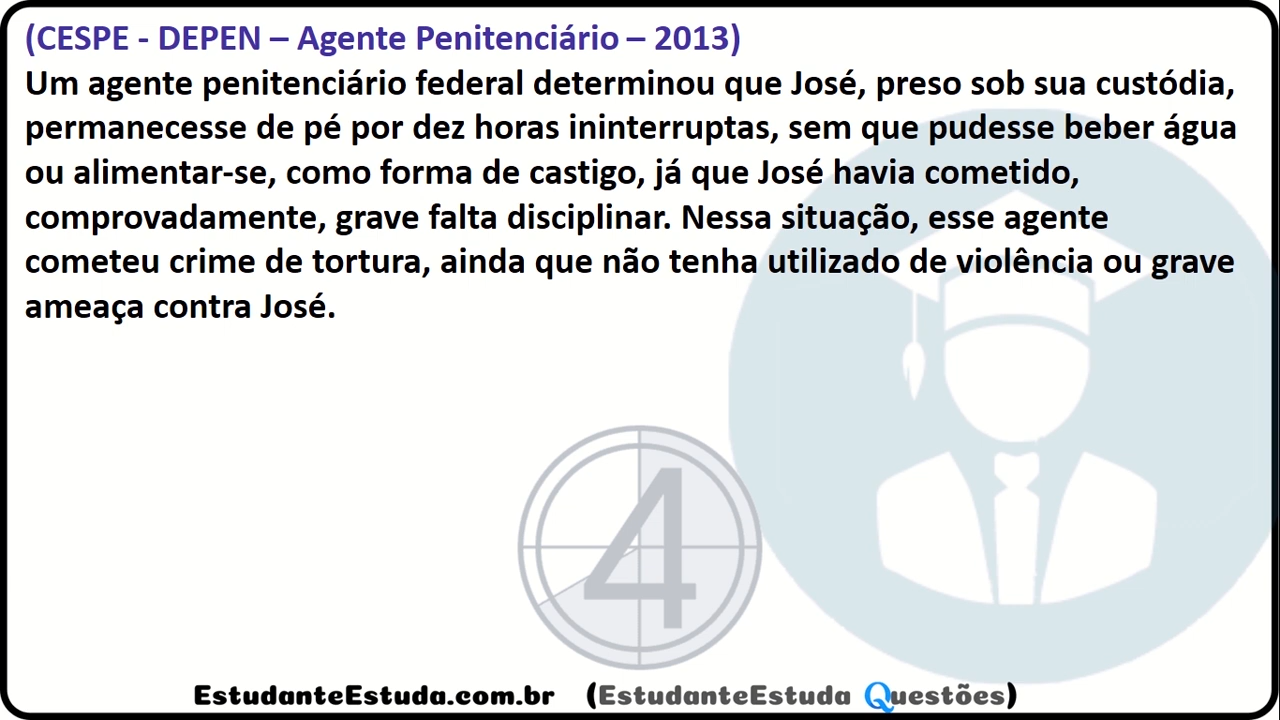 (CESPE - DEPEN – Agente Penitenciário – 2013)
Um agente penitenciário federal determinou que José, preso sob sua custódia,
permanecesse de pé por dez horas ininterruptas, sem que pudesse beber água
ou alimentar-se, como forma de castigo, já que José havia cometido,
comprovadamente, grave falta disciplinar. Nessa situação, esse agente
cometeu crime de tortura, ainda que não tenha utilizado de violência ou grave
ameaça contra José.
4
EstudanteEstuda.com.br (EstudanteEstuda Questões)